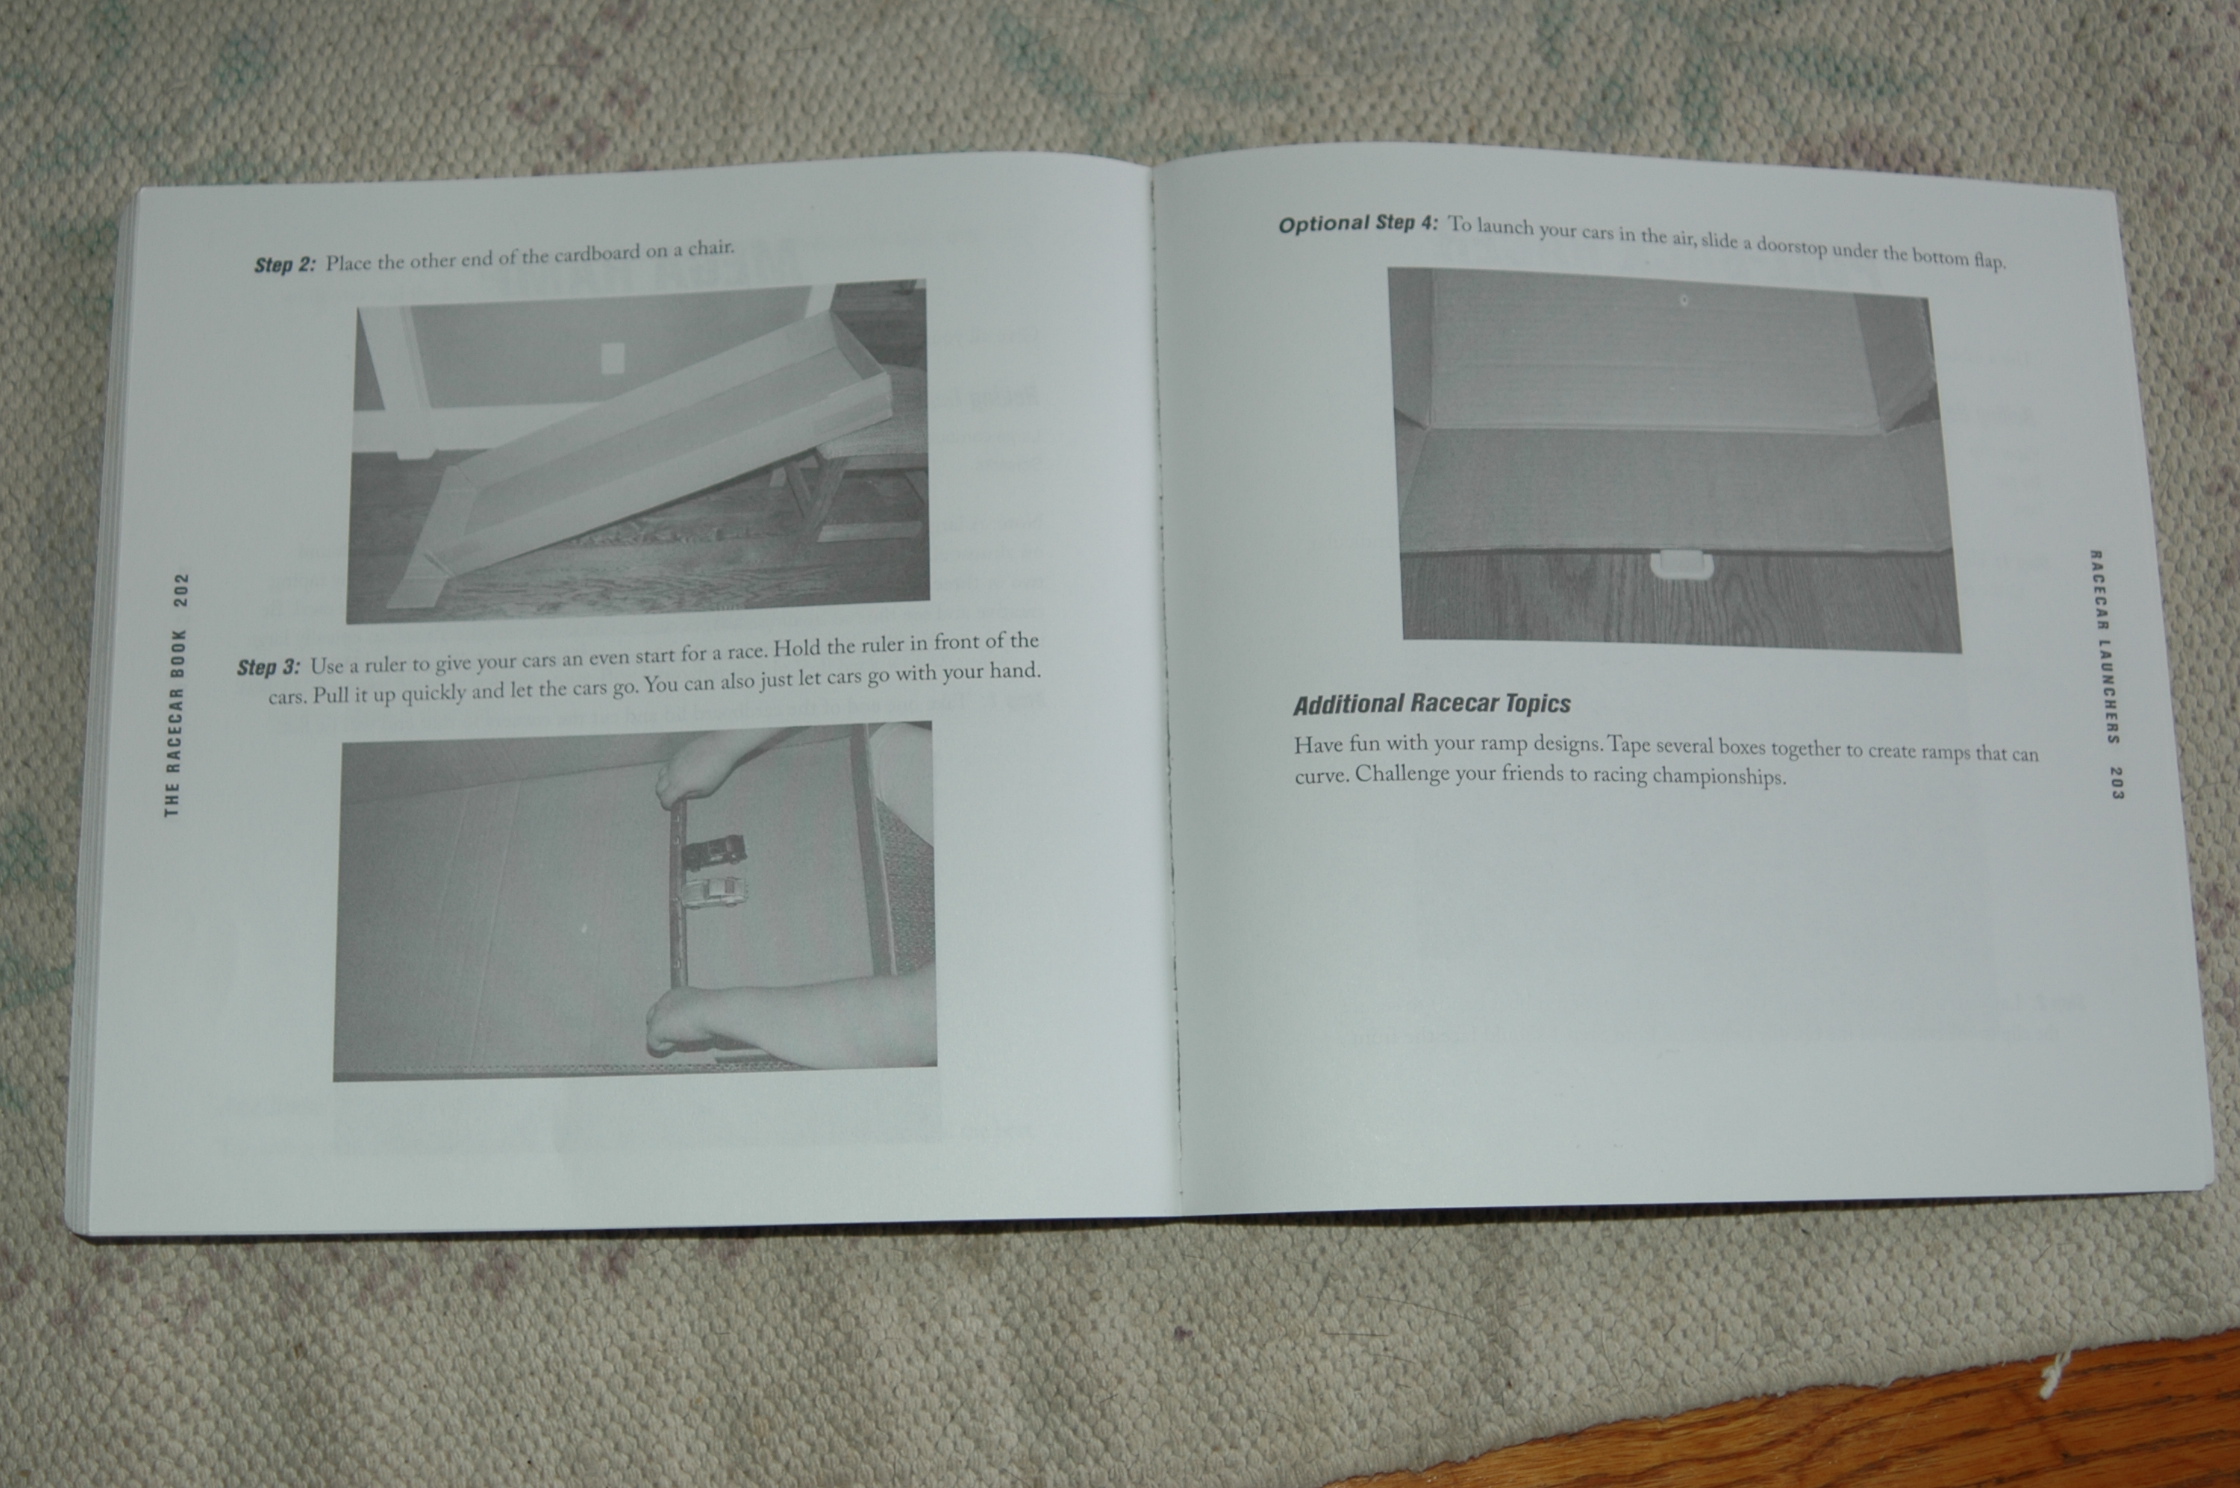 Step 2: Place the other end of the cardboard on a chair.
Step 3: Use a ruler to give your cars an even start for a race. Hold the ruler in front of the
cars. Pull it up quickly and let the cars go. You can also just let cars go with your hand.
THE RACECAR BOOK 202
Optional Step 4: To launch your cars in the air, slide a doorstop under the bottom flap.
Additional Racecar Topics
Have fun with your ramp designs. Tape several boxes together to create ramps that can
curve. Challenge your friends to racing championships.
RACECAR LAUNCHERS 203